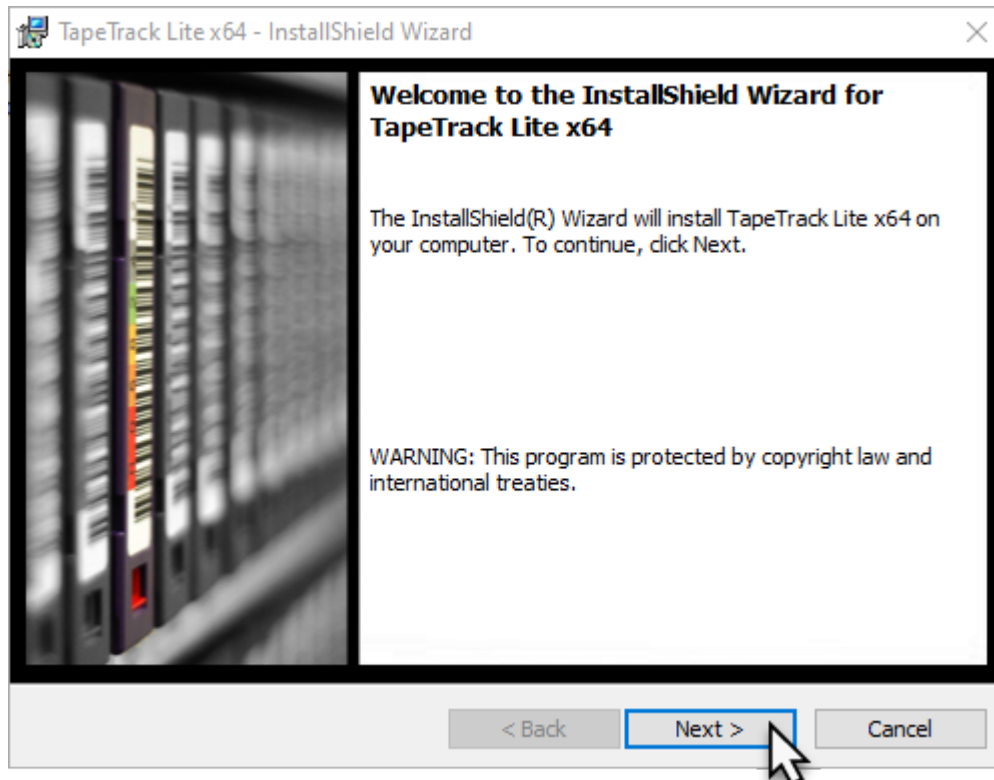 TapeTrack Lite x64 - InstallShield Wizard
Welcome to the InstallShield Wizard for
TapeTrack Lite x64
The InstallShield(R) Wizard will install TapeTrack Lite x64 on
your computer. To continue, click Next.
WARNING: This program is protected by copyright law and
international treaties.
< Back
Next >
Cancel